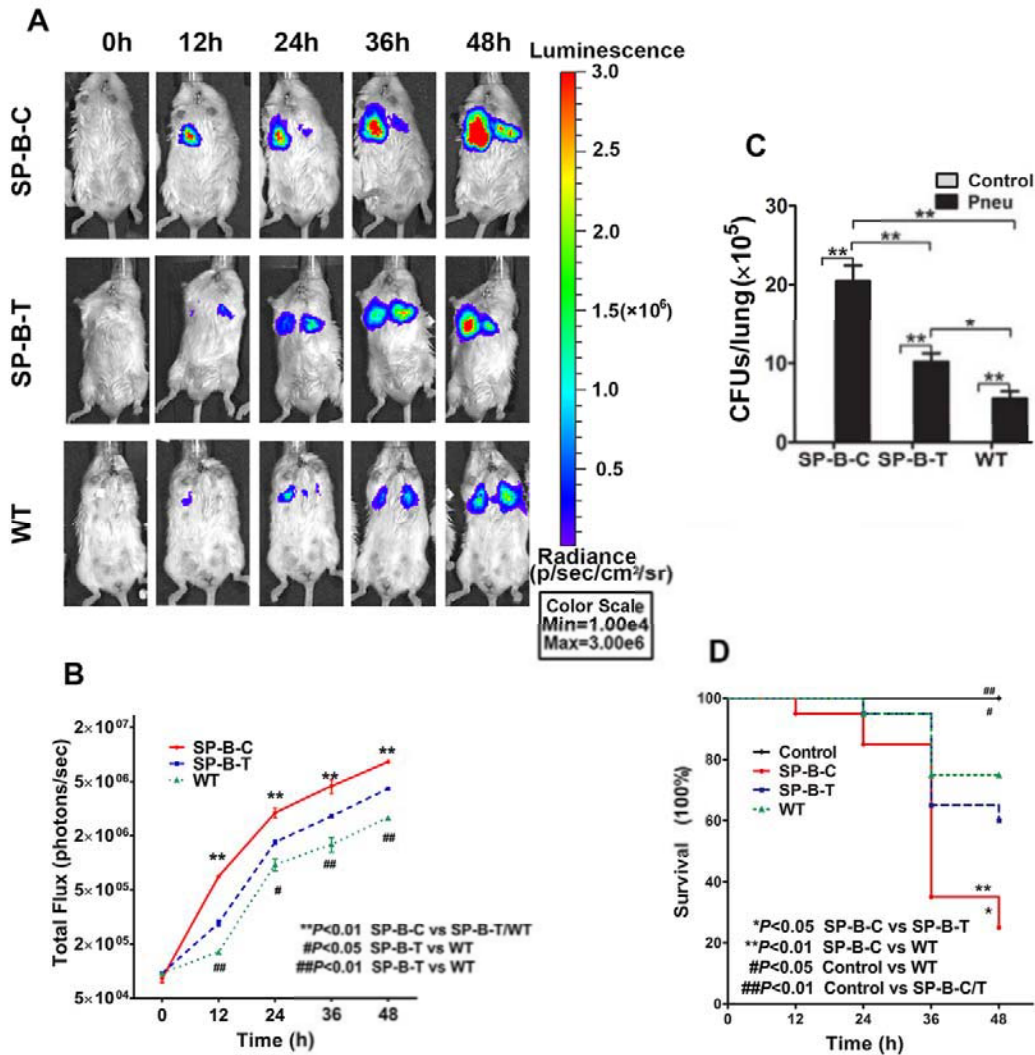 A
0h 12h 24h 36h 48h
SP-B-C
SP-B-T
WT
Luminescence
3.0
2.5
2.0
1.5(×10⁶)
1.0
0.5
Radiance
(p/sec/cm²/sr)
Color Scale
Min=1.00e4
Max=3.00e6
C
Control
Pneu
CFUs/lung(×10⁵)
30
20
10
0
**
**
**
*
**
**
SP-B-C SP-B-T WT
B
Total Flux (photons/sec)
2×10⁰⁷
5×10⁰⁶
2×10⁰⁶
5×10⁰⁵
2×10⁰⁵
5×10⁰⁴
SP-B-C
SP-B-T
WT
** ** ** **
## # ## ##
**P<0.01 SP-B-C vs SP-B-T/WT
#P<0.05 SP-B-T vs WT
##P<0.01 SP-B-T vs WT
0 12 24 36 48
Time (h)
D
Survival (100%)
100
80
60
40
20
0
##
#
Control
SP-B-C
SP-B-T
WT
**
*
*P<0.05 SP-B-C vs SP-B-T
**P<0.01 SP-B-C vs WT
#P<0.05 Control vs WT
##P<0.01 Control vs SP-B-C/T
0 12 24 36 48
Time (h)